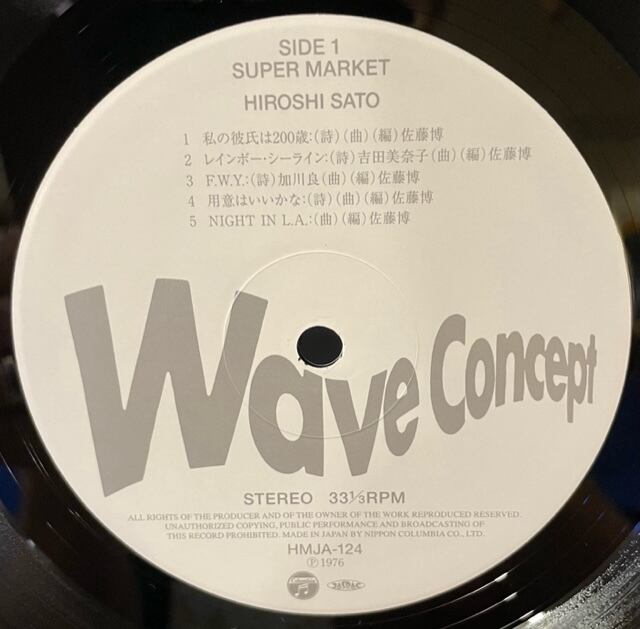 SIDE 1
SUPER MARKET
HIROSHI SATO
1 私の彼氏は200歳:(詩)(曲)(編)佐藤博
2 レインボー・シーライン:(詩)吉田美奈子(曲)(編)佐藤博
3 F.W.Y.:(詩)加川良(曲)(編)佐藤博
4 用意はいいかな:(詩)(曲)(編)佐藤博
5 NIGHT IN L.A.:(曲)(編)佐藤博
Wave Concept
STEREO 33⅓RPM
ALL RIGHTS OF THE PRODUCER AND OF THE OWNER OF THE WORK REPRODUCED RESERVED.
UNAUTHORIZED COPYING, PUBLIC PERFORMANCE AND BROADCASTING OF
THIS RECORD PROHIBITED. MADE IN JAPAN BY NIPPON COLUMBIA CO., LTD.
HMJA-124
Ⓟ 1976
JASRAC